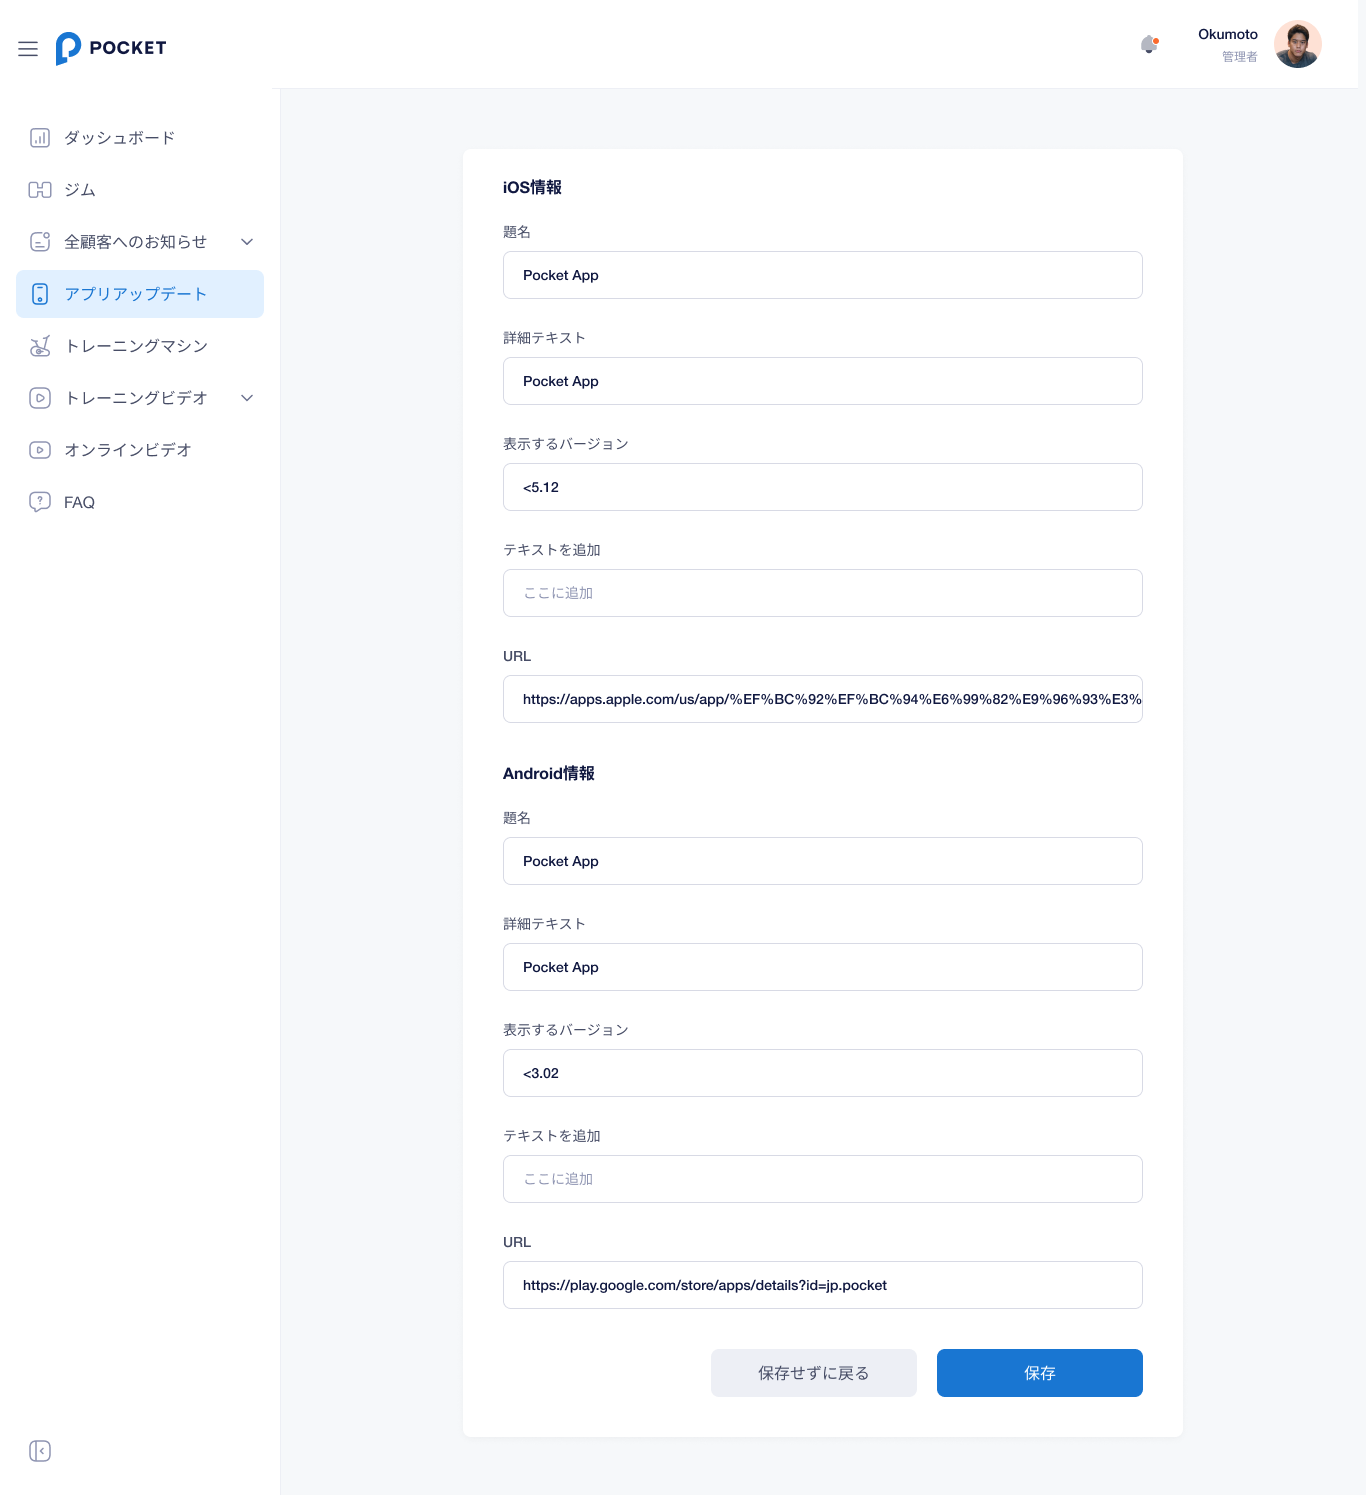 POCKET
Okumoto
管理者
ダッシュボード
ジム
全顧客へのお知らせ
アプリアップデート
トレーニングマシン
トレーニングビデオ
オンラインビデオ
FAQ
iOS情報
題名
Pocket App
詳細テキスト
Pocket App
表示するバージョン
<5.12
テキストを追加
ここに追加
URL
https://apps.apple.com/us/app/%EF%BC%92%EF%BC%94%E6%99%82%E9%96%93%E3%
Android情報
題名
Pocket App
詳細テキスト
Pocket App
表示するバージョン
<3.02
テキストを追加
ここに追加
URL
https://play.google.com/store/apps/details?id=jp.pocket
保存せずに戻る
保存